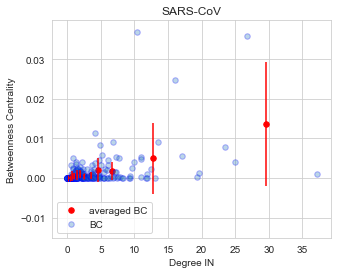 SARS-CoV
Betweenness Centrality
0.03
0.02
0.01
0.00
−0.01
averaged BC
BC
0 5 10 15 20 25 30 35
Degree IN